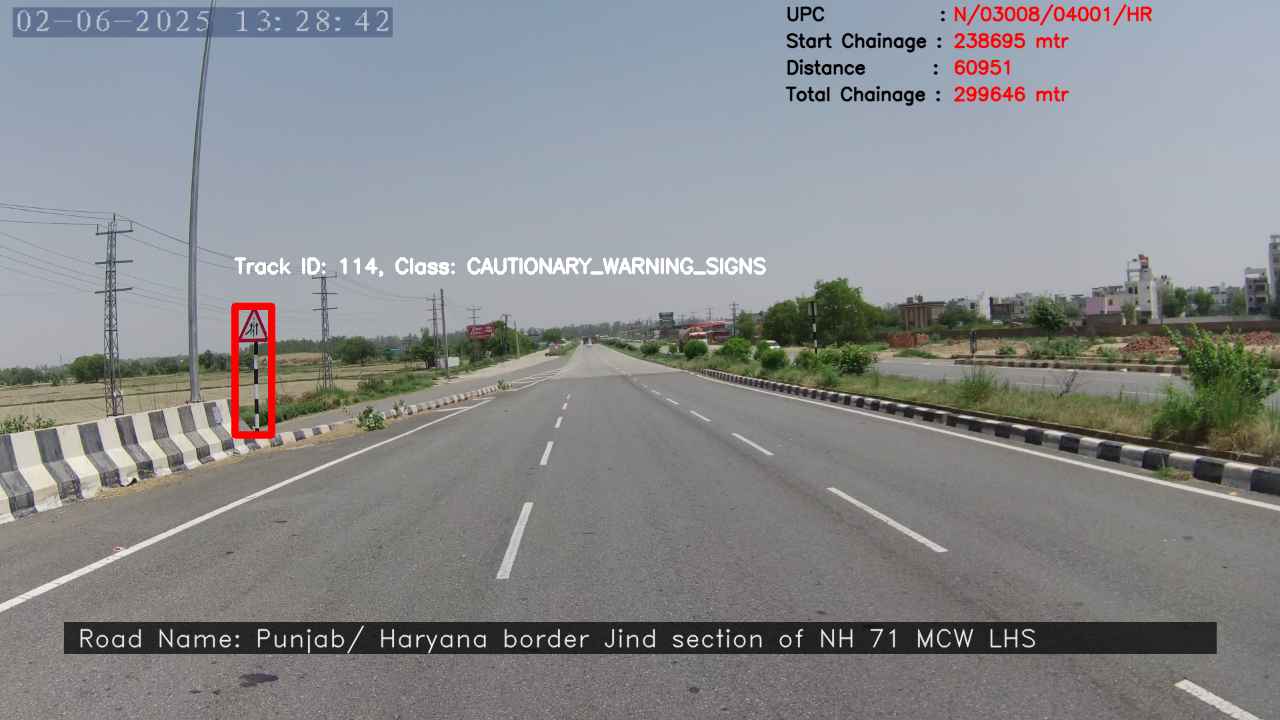 02-06-2025 13:28:42
UPC : N/03008/04001/HR
Start Chainage : 238695 mtr
Distance : 60951
Total Chainage : 299646 mtr
Track ID: 114, Class: CAUTIONARY_WARNING_SIGNS
Road Name: Punjab/ Haryana border Jind section of NH 71 MCW LHS